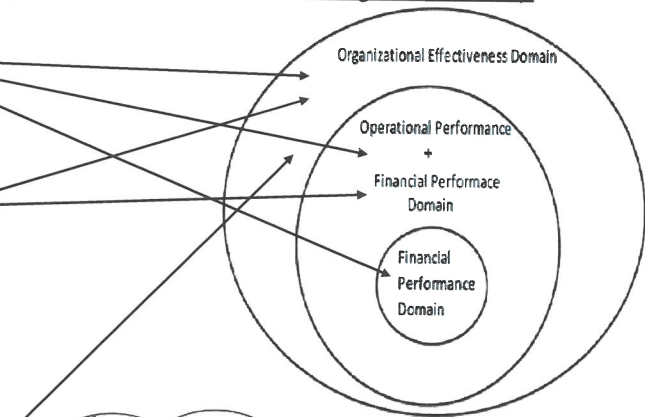 Organizational Effectiveness Domain
Operational Performance
+
Financial Performace
Domain
Financial
Performance
Domain